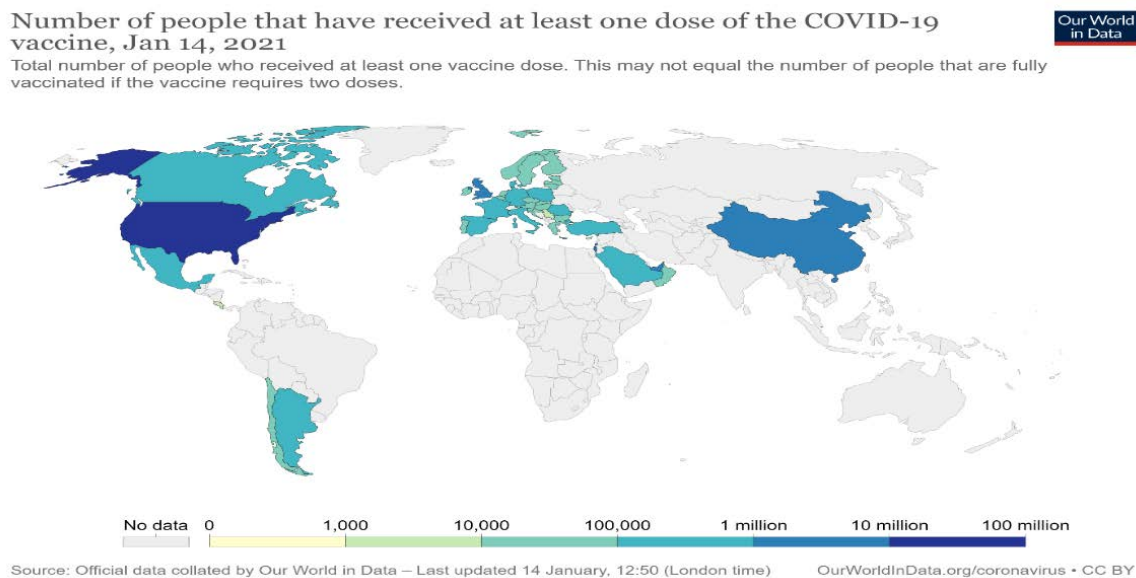 Number of people that have received at least one dose of the COVID-19
vaccine, Jan 14, 2021
Our World
in Data
Total number of people who received at least one vaccine dose. This may not equal the number of people that are fully
vaccinated if the vaccine requires two doses.
No data
0
1,000
10,000
100,000
1 million
10 million
100 million
Source: Official data collated by Our World in Data – Last updated 14 January, 12:50 (London time)
OurWorldInData.org/coronavirus • CC BY